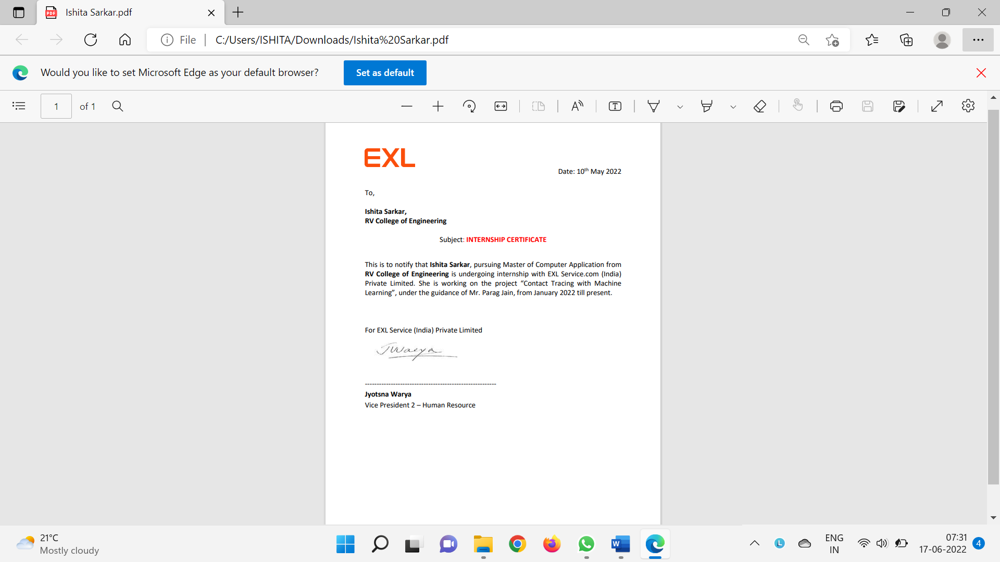 Ishita Sarkar.pdf
File | C:/Users/ISHITA/Downloads/Ishita%20Sarkar.pdf
Would you like to set Microsoft Edge as your default browser? Set as default
1 of 1
EXL
Date: 10th May 2022
To,
Ishita Sarkar,
RV College of Engineering
Subject: INTERNSHIP CERTIFICATE
This is to notify that Ishita Sarkar, pursuing Master of Computer Application from
RV College of Engineering is undergoing internship with EXL Service.com (India)
Private Limited. She is working on the project “Contact Tracing with Machine
Learning”, under the guidance of Mr. Parag Jain, from January 2022 till present.
For EXL Service (India) Private Limited
JWarya
--------------------------------------------------------
Jyotsna Warya
Vice President 2 – Human Resource
21°C
Mostly cloudy
ENG
IN
07:31
17-06-2022
4